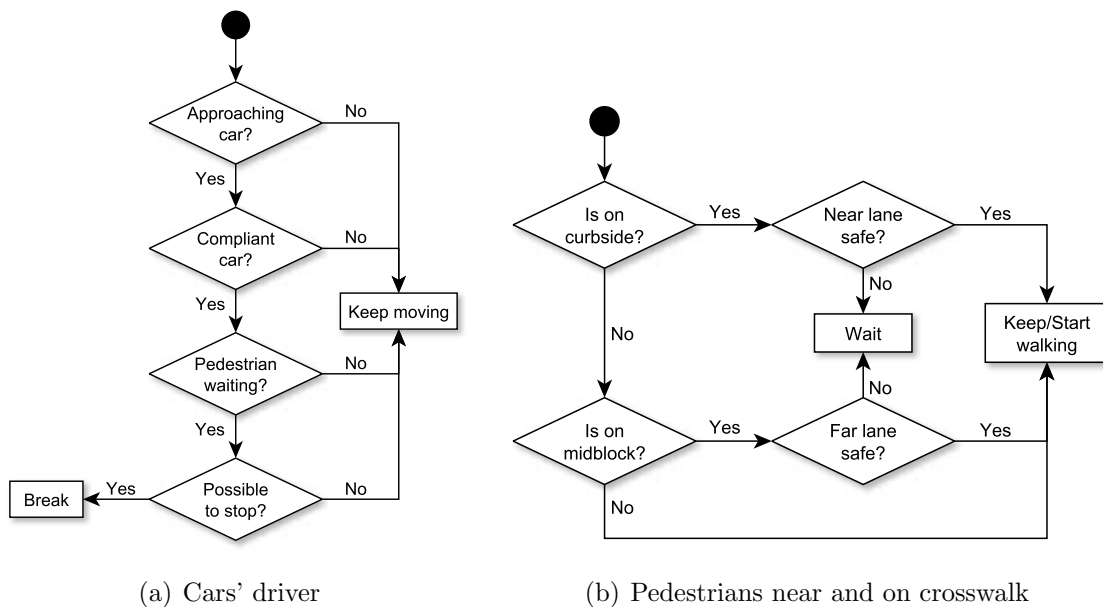 Approaching
car?
No
Yes
Compliant
car?
No
Yes
Keep moving
Pedestrian
waiting?
No
Yes
Possible
to stop?
No
Yes
Break
(a) Cars' driver
Is on
curbside?
Yes
Near lane
safe?
Yes
No
No
Wait
Keep/Start
walking
No
Is on
midblock?
Yes
Far lane
safe?
Yes
No
(b) Pedestrians near and on crosswalk